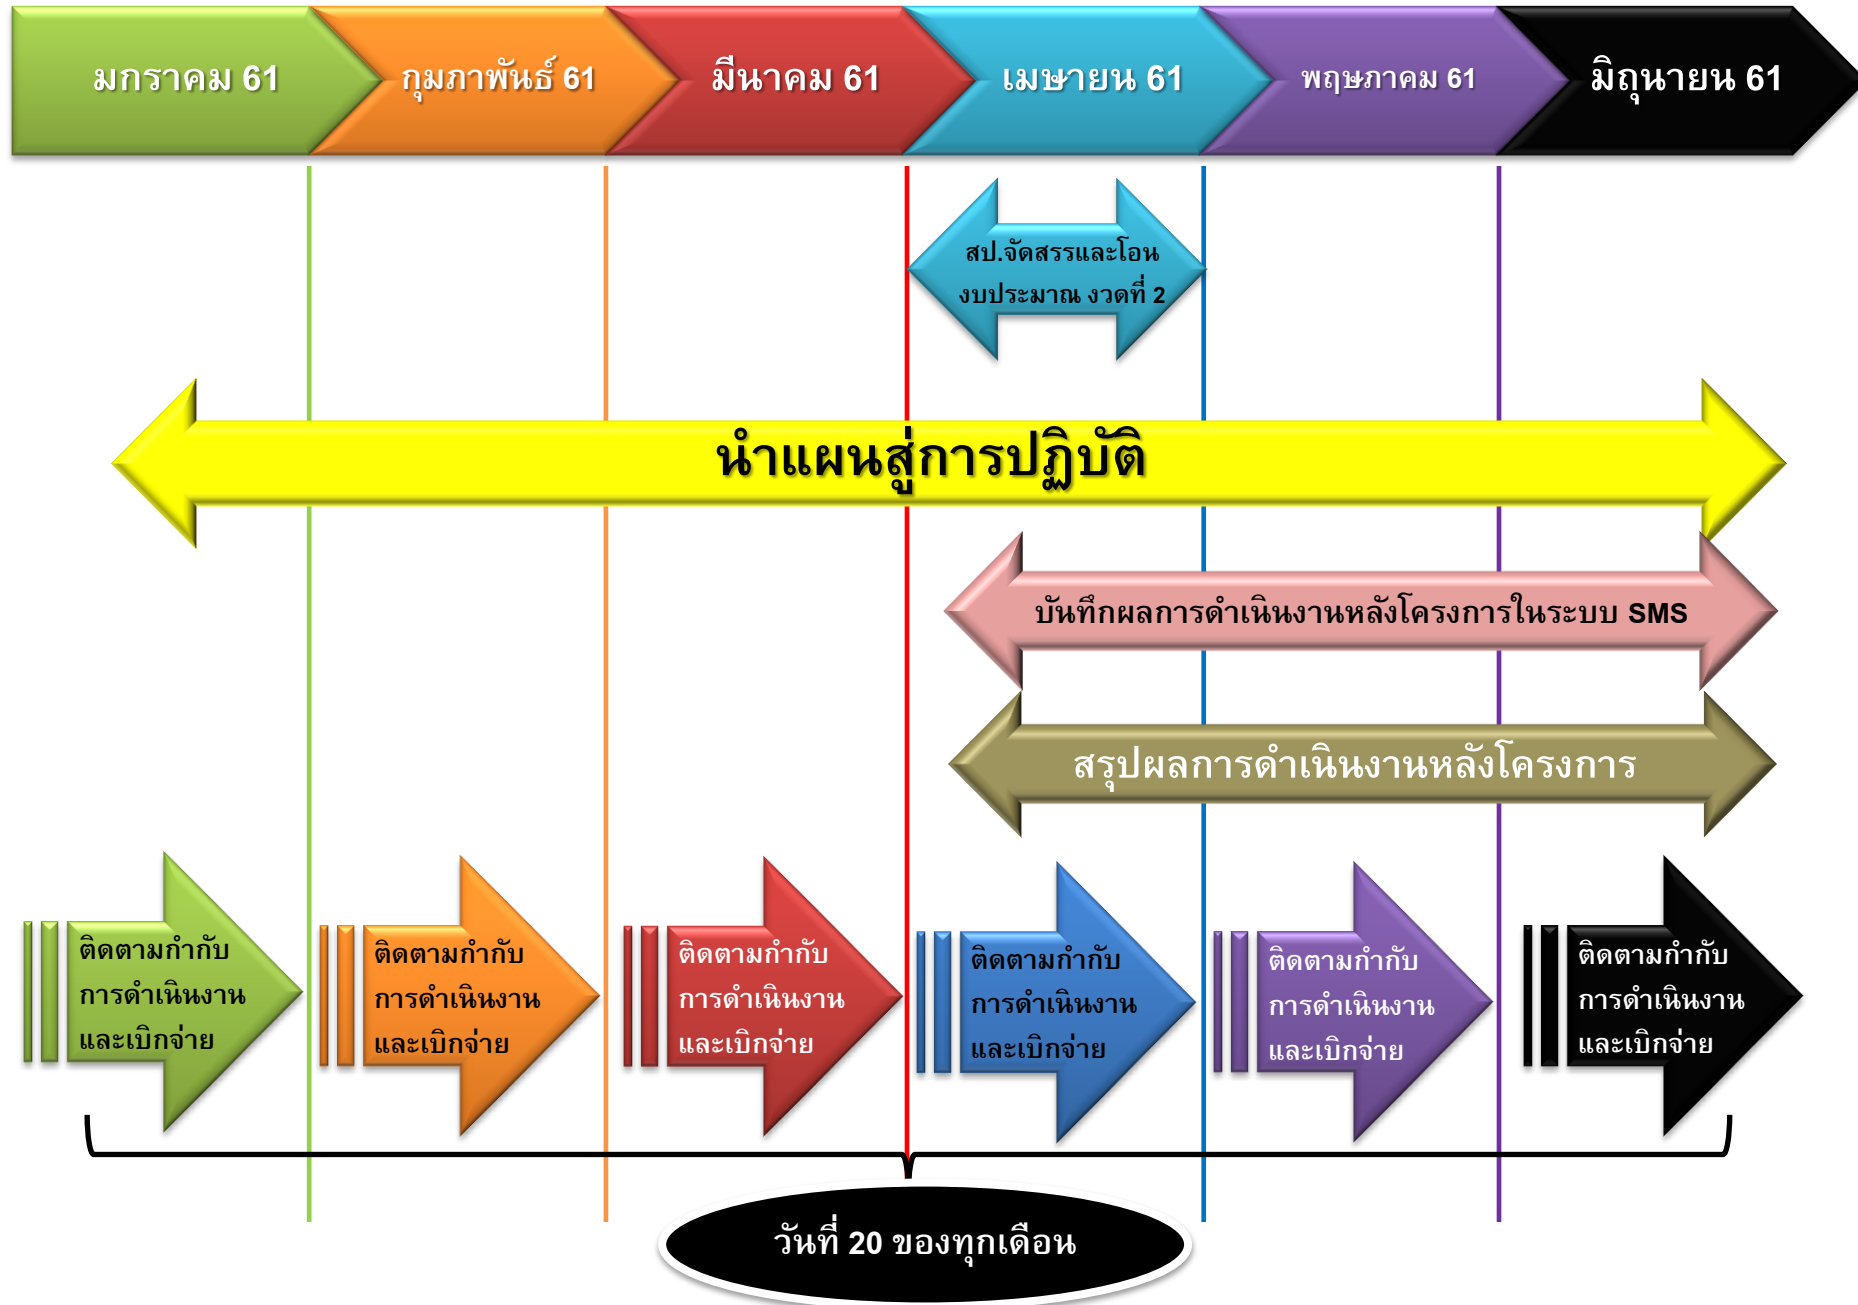 มกราคม 61
กุมภาพันธ์ 61
มีนาคม 61
เมษายน 61
พฤษภาคม 61
มิถุนายน 61
สป.จัดสรรและโอน
งบประมาณ งวดที่ 2
นำแผนสู่การปฏิบัติ
บันทึกผลการดำเนินงานหลังโครงการในระบบ SMS
สรุปผลการดำเนินงานหลังโครงการ
ติดตามกำกับ
การดำเนินงาน
และเบิกจ่าย
ติดตามกำกับ
การดำเนินงาน
และเบิกจ่าย
ติดตามกำกับ
การดำเนินงาน
และเบิกจ่าย
ติดตามกำกับ
การดำเนินงาน
และเบิกจ่าย
ติดตามกำกับ
การดำเนินงาน
และเบิกจ่าย
ติดตามกำกับ
การดำเนินงาน
และเบิกจ่าย
วันที่ 20 ของทุกเดือน